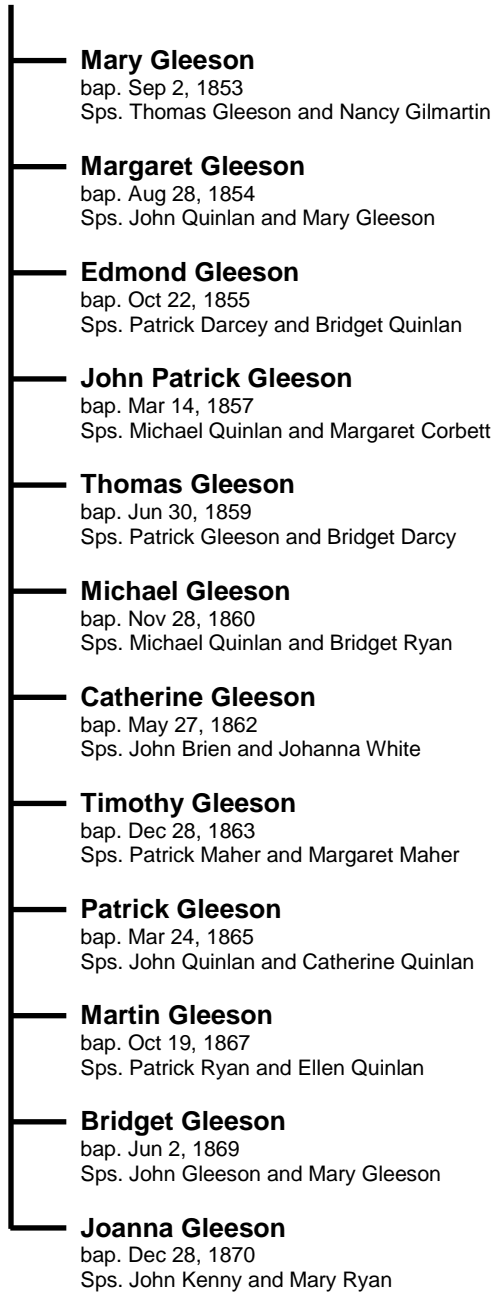 Mary Gleeson
bap. Sep 2, 1853
Sps. Thomas Gleeson and Nancy Gilmartin
Margaret Gleeson
bap. Aug 28, 1854
Sps. John Quinlan and Mary Gleeson
Edmond Gleeson
bap. Oct 22, 1855
Sps. Patrick Darcey and Bridget Quinlan
John Patrick Gleeson
bap. Mar 14, 1857
Sps. Michael Quinlan and Margaret Corbett
Thomas Gleeson
bap. Jun 30, 1859
Sps. Patrick Gleeson and Bridget Darcy
Michael Gleeson
bap. Nov 28, 1860
Sps. Michael Quinlan and Bridget Ryan
Catherine Gleeson
bap. May 27, 1862
Sps. John Brien and Johanna White
Timothy Gleeson
bap. Dec 28, 1863
Sps. Patrick Maher and Margaret Maher
Patrick Gleeson
bap. Mar 24, 1865
Sps. John Quinlan and Catherine Quinlan
Martin Gleeson
bap. Oct 19, 1867
Sps. Patrick Ryan and Ellen Quinlan
Bridget Gleeson
bap. Jun 2, 1869
Sps. John Gleeson and Mary Gleeson
Joanna Gleeson
bap. Dec 28, 1870
Sps. John Kenny and Mary Ryan